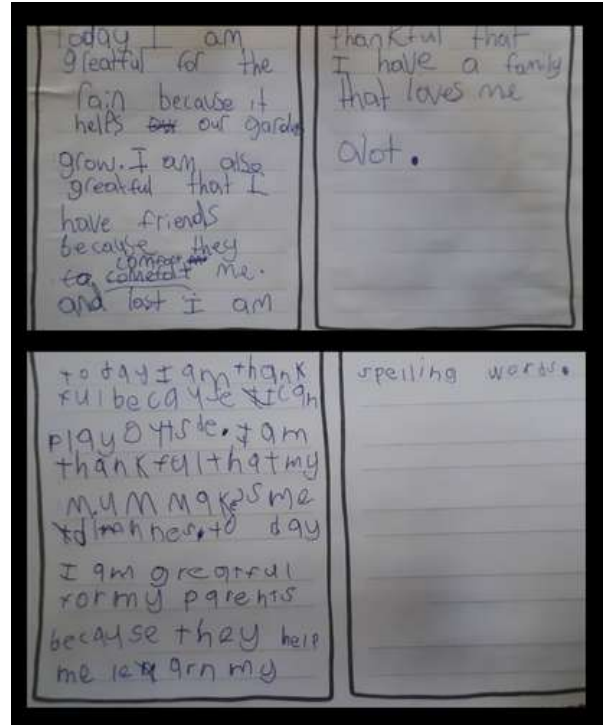 Today I am
greatful for the
rain because it
helps our garden
grow. I am also
greatful that I
have friends
because they
me.
and last I am
thankful that
I have a family
that loves me
alot.
today I am thank
ful because I can
play outside. I am
thankful that my
mum makes me
to day
I am greatful
for my parents
because they help
me learn my
spelling words.